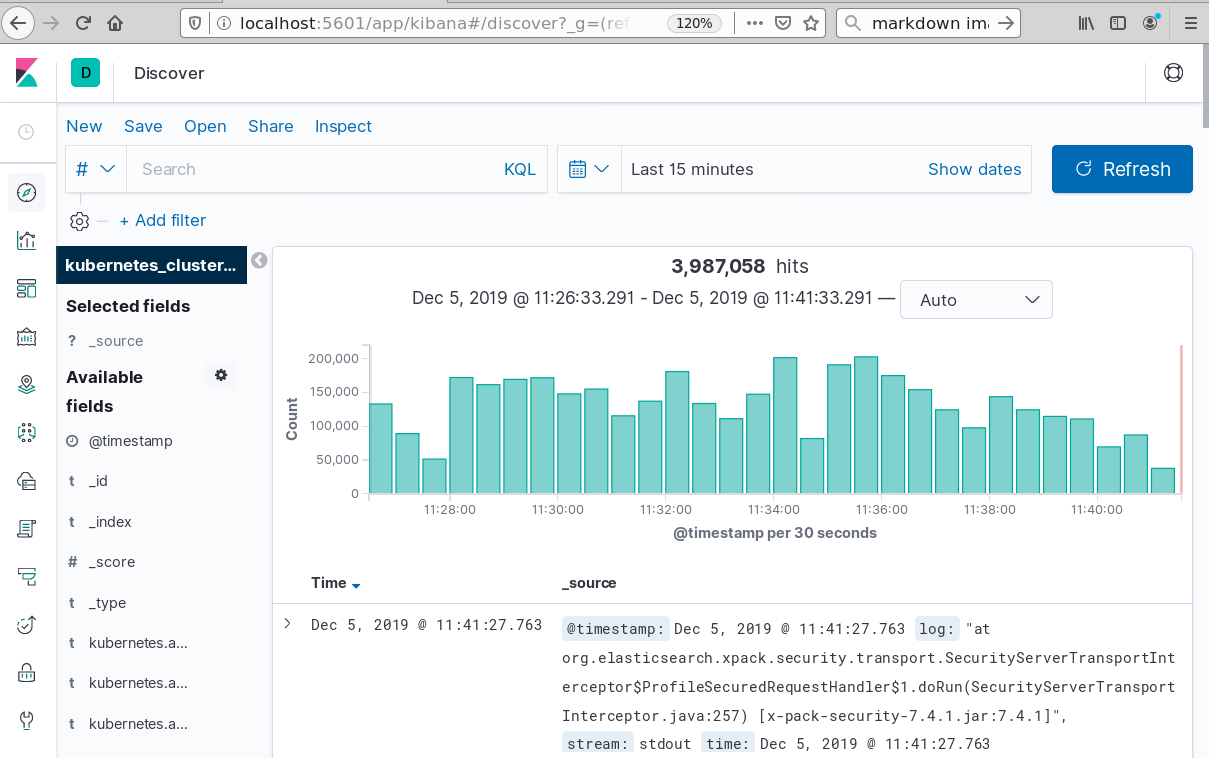 localhost:5601/app/kibana#/discover?_g=(ref
120%
markdown ima
D
Discover
New Save Open Share Inspect
# Search KQL
Last 15 minutes Show dates
Refresh
+ Add filter
kubernetes_cluster...
Selected fields
? _source
Available
fields
@timestamp
t _id
t _index
# _score
t _type
t kubernetes.a...
t kubernetes.a...
t kubernetes.a...
3,987,058 hits
Dec 5, 2019 @ 11:26:33.291 - Dec 5, 2019 @ 11:41:33.291 — Auto
200,000
150,000
100,000
50,000
0
Count
11:28:00 11:30:00 11:32:00 11:34:00 11:36:00 11:38:00 11:40:00
@timestamp per 30 seconds
Time _source
Dec 5, 2019 @ 11:41:27.763
@timestamp: Dec 5, 2019 @ 11:41:27.763 log: "at
org.elasticsearch.xpack.security.transport.SecurityServerTransportInt
erceptor$ProfileSecuredRequestHandler$1.doRun(SecurityServerTransport
Interceptor.java:257) [x-pack-security-7.4.1.jar:7.4.1]",
stream: stdout time: Dec 5, 2019 @ 11:41:27.763